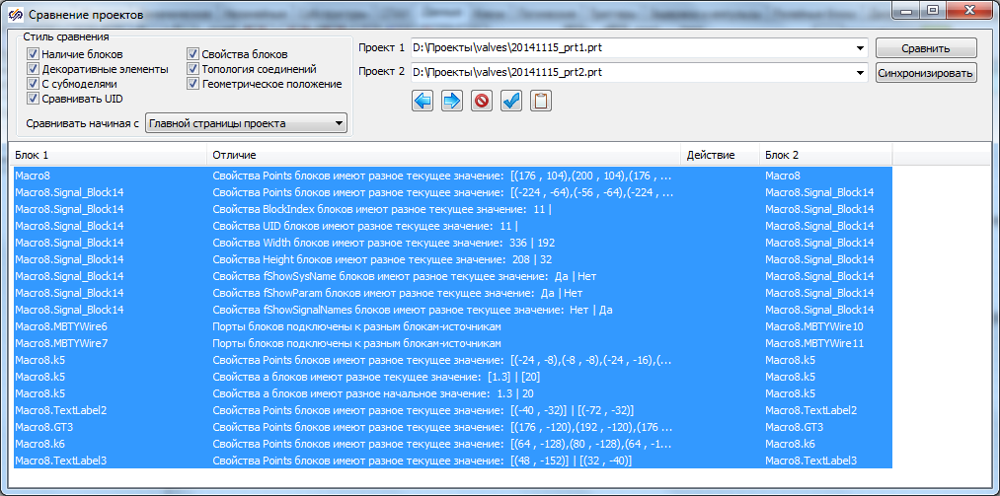 Сравнение проектов
Стиль сравнения
Наличие блоков
Свойства блоков
Декоративные элементы
Топология соединений
С субмоделями
Геометрическое положение
Сравнивать UID
Сравнивать начиная с Главной страницы проекта
Проект 1 D:\Проекты\valves\20141115_prt1.prt
Сравнить
Проект 2 D:\Проекты\valves\20141115_prt2.prt
Синхронизировать
Блок 1 Отличие Действие Блок 2
Macro8 Свойства Points блоков имеют разное текущее значение: [(176 , 104),(200 , 104),(176 , ... Macro8
Macro8.Signal_Block14 Свойства Points блоков имеют разное текущее значение: [(-224 , -64),(-56 , -64),(-224 , ... Macro8.Signal_Block14
Macro8.Signal_Block14 Свойства BlockIndex блоков имеют разное текущее значение: 11 | Macro8.Signal_Block14
Macro8.Signal_Block14 Свойства UID блоков имеют разное текущее значение: 11 | Macro8.Signal_Block14
Macro8.Signal_Block14 Свойства Width блоков имеют разное текущее значение: 336 | 192 Macro8.Signal_Block14
Macro8.Signal_Block14 Свойства Height блоков имеют разное текущее значение: 208 | 32 Macro8.Signal_Block14
Macro8.Signal_Block14 Свойства fShowSysName блоков имеют разное текущее значение: Да | Нет Macro8.Signal_Block14
Macro8.Signal_Block14 Свойства fShowParam блоков имеют разное текущее значение: Да | Нет Macro8.Signal_Block14
Macro8.Signal_Block14 Свойства fShowSignalNames блоков имеют разное текущее значение: Нет | Да Macro8.Signal_Block14
Macro8.MBTYWire6 Порты блоков подключены к разным блокам-источникам Macro8.MBTYWire10
Macro8.MBTYWire7 Порты блоков подключены к разным блокам-источникам Macro8.MBTYWire11
Macro8.k5 Свойства Points блоков имеют разное текущее значение: [(-24 , -8),(-8 , -8),(-24 , -16),(... Macro8.k5
Macro8.k5 Свойства a блоков имеют разное текущее значение: [1.3] | [20] Macro8.k5
Macro8.k5 Свойства a блоков имеют разное начальное значение: 1.3 | 20 Macro8.k5
Macro8.TextLabel2 Свойства Points блоков имеют разное текущее значение: [(-40 , -32)] | [(-72 , -32)] Macro8.TextLabel2
Macro8.GT3 Свойства Points блоков имеют разное текущее значение: [(176 , -120),(192 , -120),(176 ... Macro8.GT3
Macro8.k6 Свойства Points блоков имеют разное текущее значение: [(64 , -128),(80 , -128),(64 , -1... Macro8.k6
Macro8.TextLabel3 Свойства Points блоков имеют разное текущее значение: [(48 , -152)] | [(32 , -40)] Macro8.TextLabel3